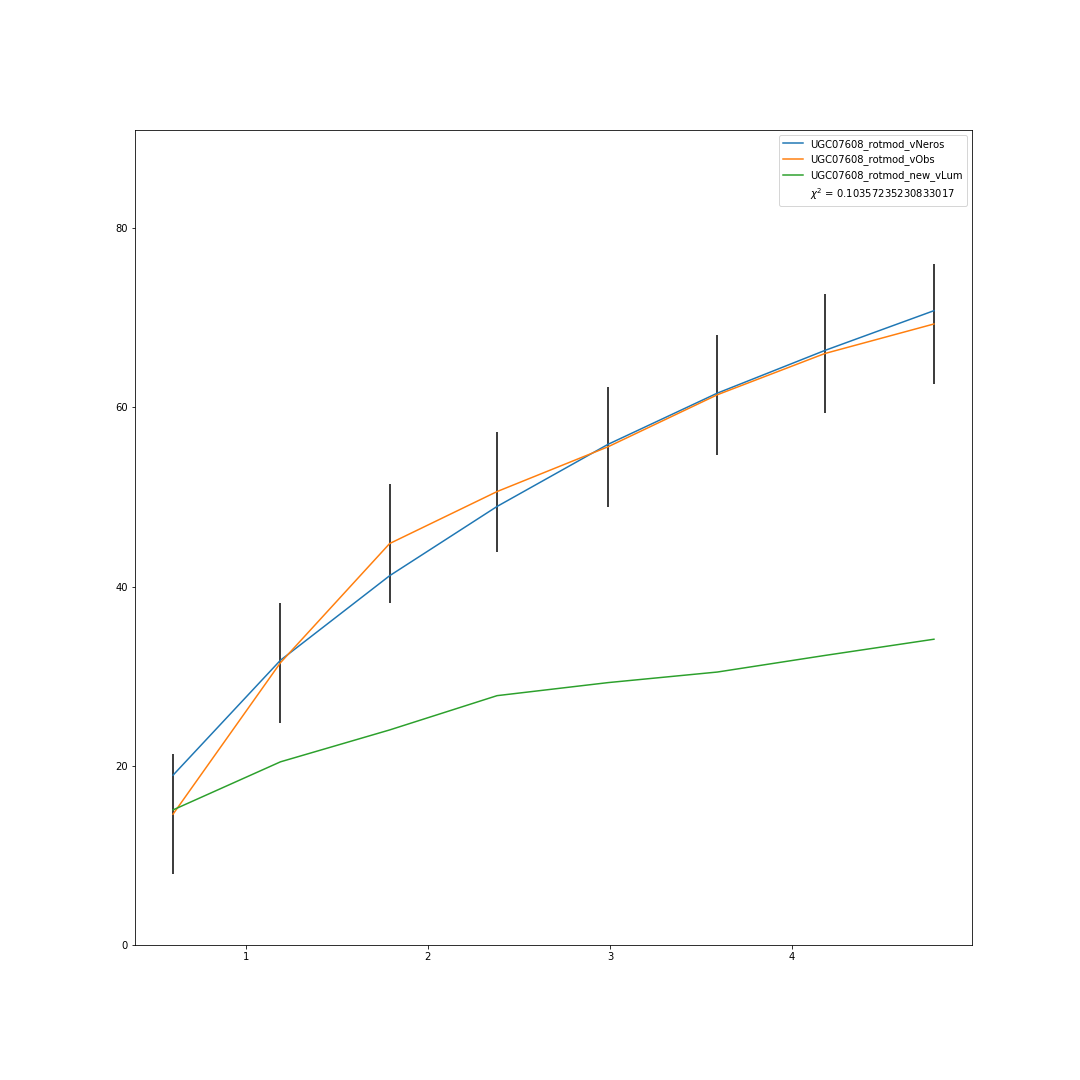 UGC07608_rotmod_vNeros
UGC07608_rotmod_vObs
UGC07608_rotmod_new_vLum
χ² = 0.10357235230833017
80
60
40
20
0
1 2 3 4